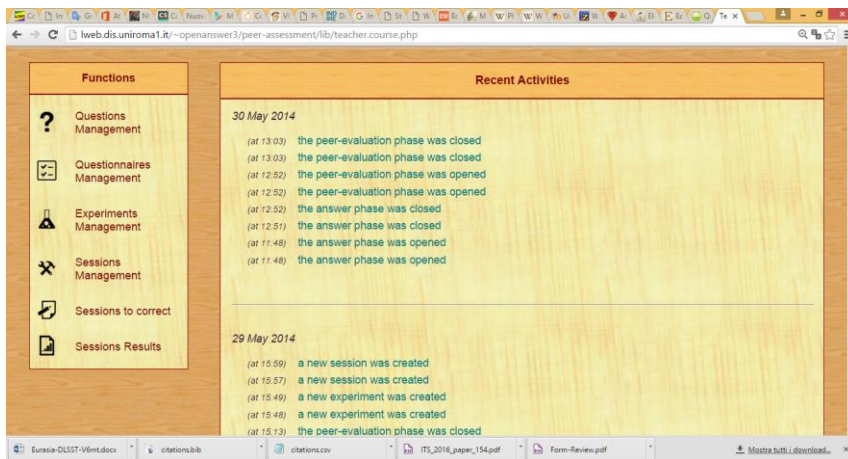 lweb.dis.uniroma1.it/~openanswer3/peer-assessment/lib/teacher.course.php
Functions
Questions
Management
Questionnaires
Management
Experiments
Management
Sessions
Management
Sessions to correct
Sessions Results
Recent Activities
30 May 2014
(at 13:03) the peer-evaluation phase was closed
(at 13:03) the peer-evaluation phase was closed
(at 12:52) the peer-evaluation phase was opened
(at 12:52) the peer-evaluation phase was opened
(at 12:52) the answer phase was closed
(at 12:51) the answer phase was closed
(at 11:48) the answer phase was opened
(at 11:48) the answer phase was opened
29 May 2014
(at 15:59) a new session was created
(at 15:57) a new session was created
(at 15:49) a new experiment was created
(at 15:48) a new experiment was created
(at 15:13) the peer-evaluation phase was closed
Eurasia-DLSST-V6mt.docx
citations.bib
citations.csv
ITS_2016_paper_154.pdf
Form-Review.pdf
Mostra tutti i download...